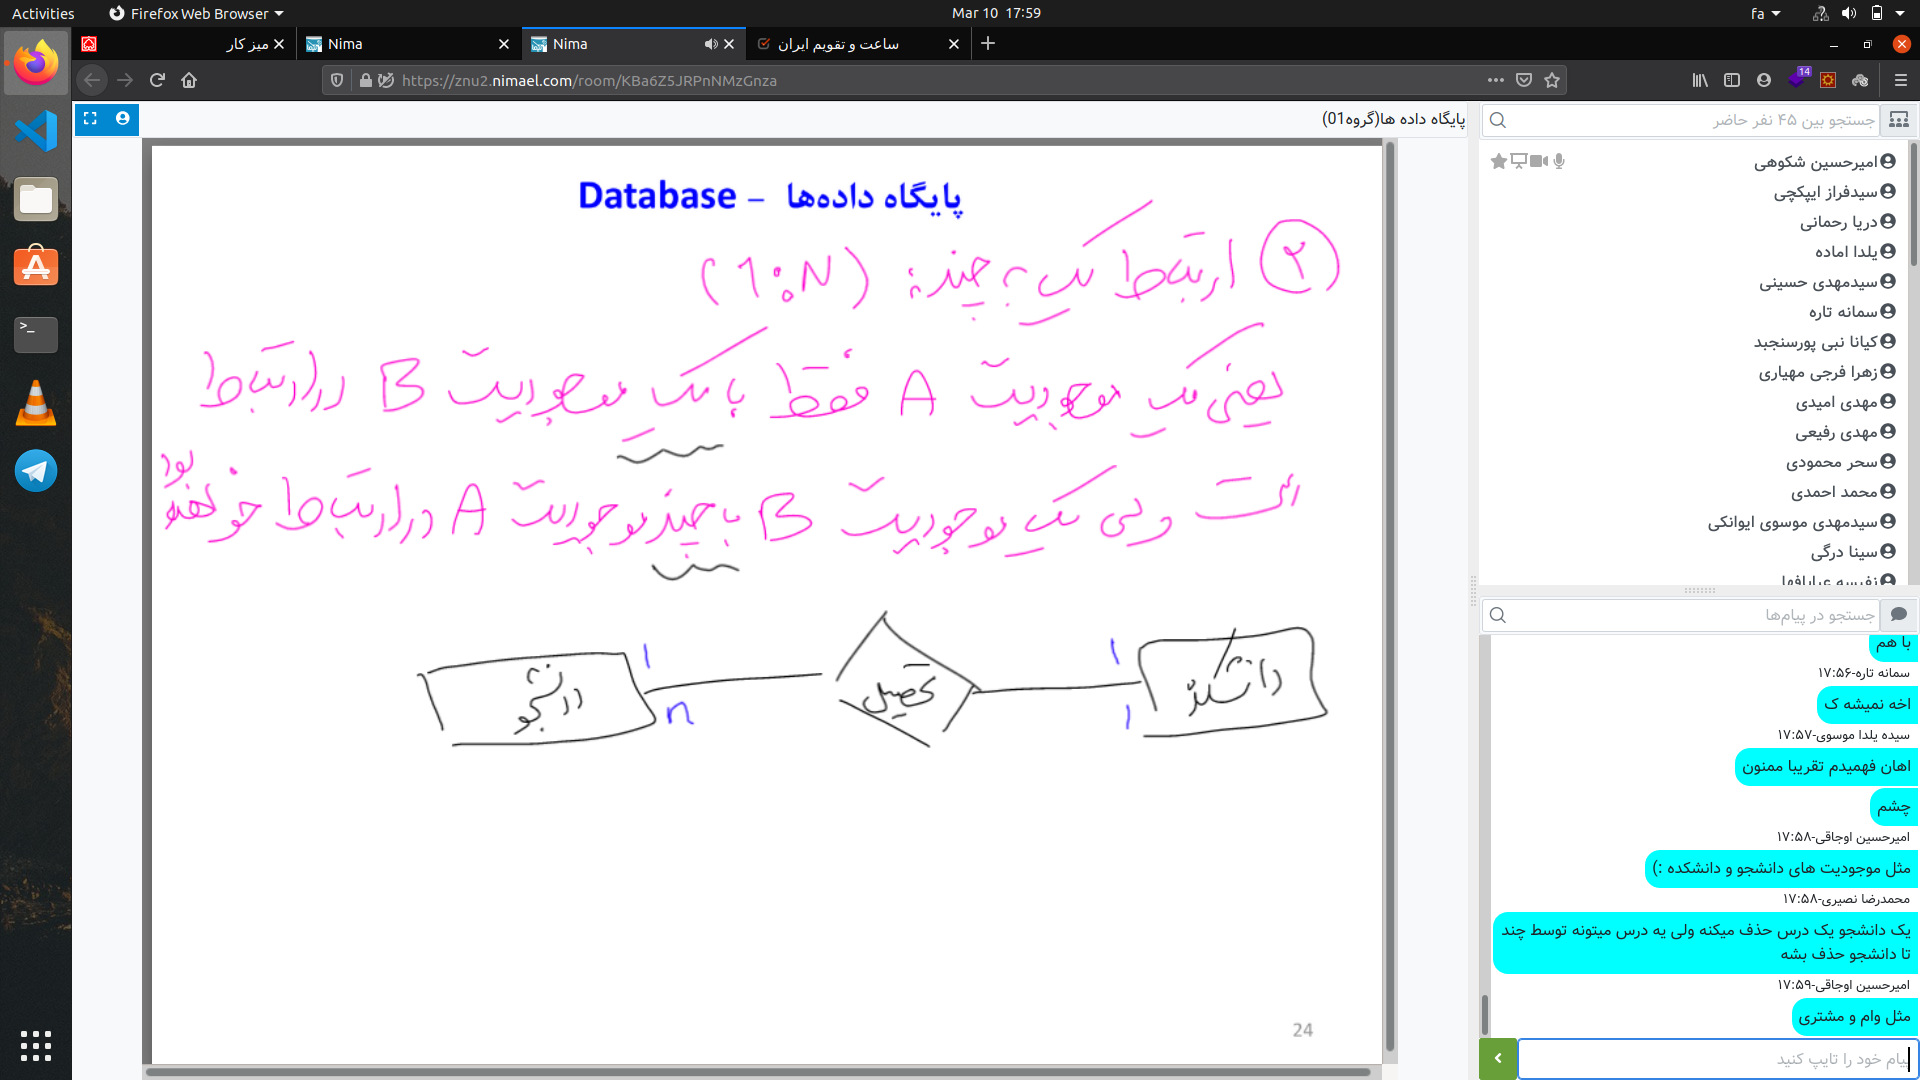 Activities
Firefox Web Browser
Mar 10 17:59
fa
میز کار
Nima
Nima
ساعت و تقویم ایران
https://znu2.nimael.com/room/KBa6Z5JRPnNMzGnza
14
پایگاه داده ها(گروه01)
پایگاه داده‌ها – Database
۲ ارتباط یک به چند: (1:N)
یعنی یک موجودیت A فقط با یک موجودیت B در ارتباط
است ولی یک موجودیت B با چند موجودیت A در ارتباط خواهد بود
دانشکده
تحصیل
دانشجو
1
1
1
n
24
جستجو بین ۴۵ نفر حاضر
امیرحسین شکوهی
سیدفراز اییکچی
دریا رحمانی
یلدا اماده
سیدمهدی حسینی
سمانه تاره
کیانا نبی پورسنجبد
زهرا فرجی مهیاری
مهدی امیدی
مهدی رفیعی
سحر محمودی
محمد احمدی
سیدمهدی موسوی ایوانکی
سینا درگی
جستجو در پیام‌ها
با هم
سمانه تاره-۱۷:۵۶
اخه نمیشه ک
سیده یلدا موسوی-۱۷:۵۷
اهان فهمیدم تقریبا ممنون
چشم
امیرحسین اوجاقی-۱۷:۵۸
مثل موجودیت های دانشجو و دانشکده :)
محمدرضا نصیری-۱۷:۵۸
یک دانشجو یک درس حذف میکنه ولی یه درس میتونه توسط چند
تا دانشجو حذف بشه
امیرحسین اوجاقی-۱۷:۵۹
مثل وام و مشتری
پیام خود را تایپ کنید